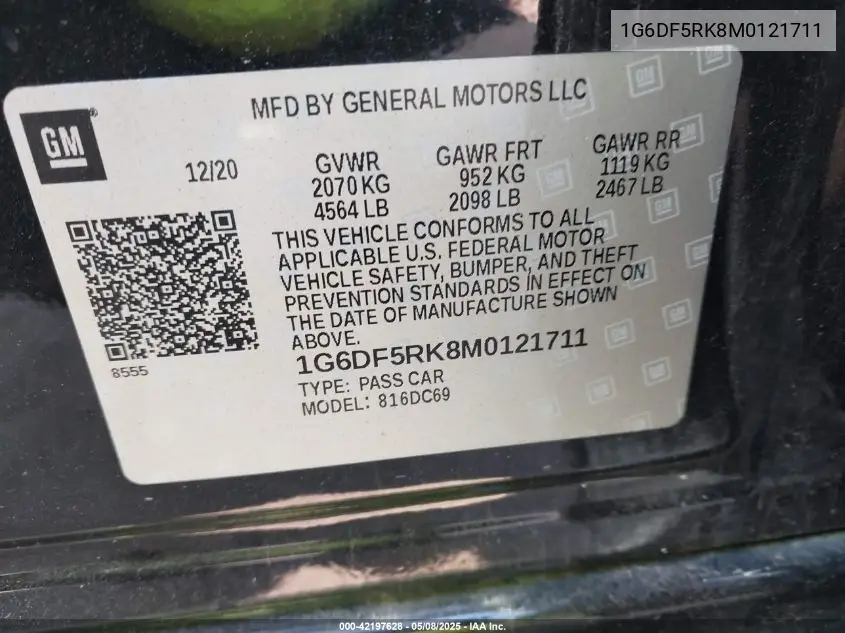 1G6DF5RK8M0121711
MFD BY GENERAL MOTORS LLC
GM®
12/20
GVWR
2070 KG
4564 LB
GAWR FRT
952 KG
2098 LB
GAWR RR
1119 KG
2467 LB
THIS VEHICLE CONFORMS TO ALL
APPLICABLE U.S. FEDERAL MOTOR
VEHICLE SAFETY, BUMPER, AND THEFT
PREVENTION STANDARDS IN EFFECT ON
THE DATE OF MANUFACTURE SHOWN
ABOVE.
8555
1G6DF5RK8M0121711
TYPE: PASS CAR
MODEL: 816DC69
000-42197628 - 05/08/2025 - IAA Inc.